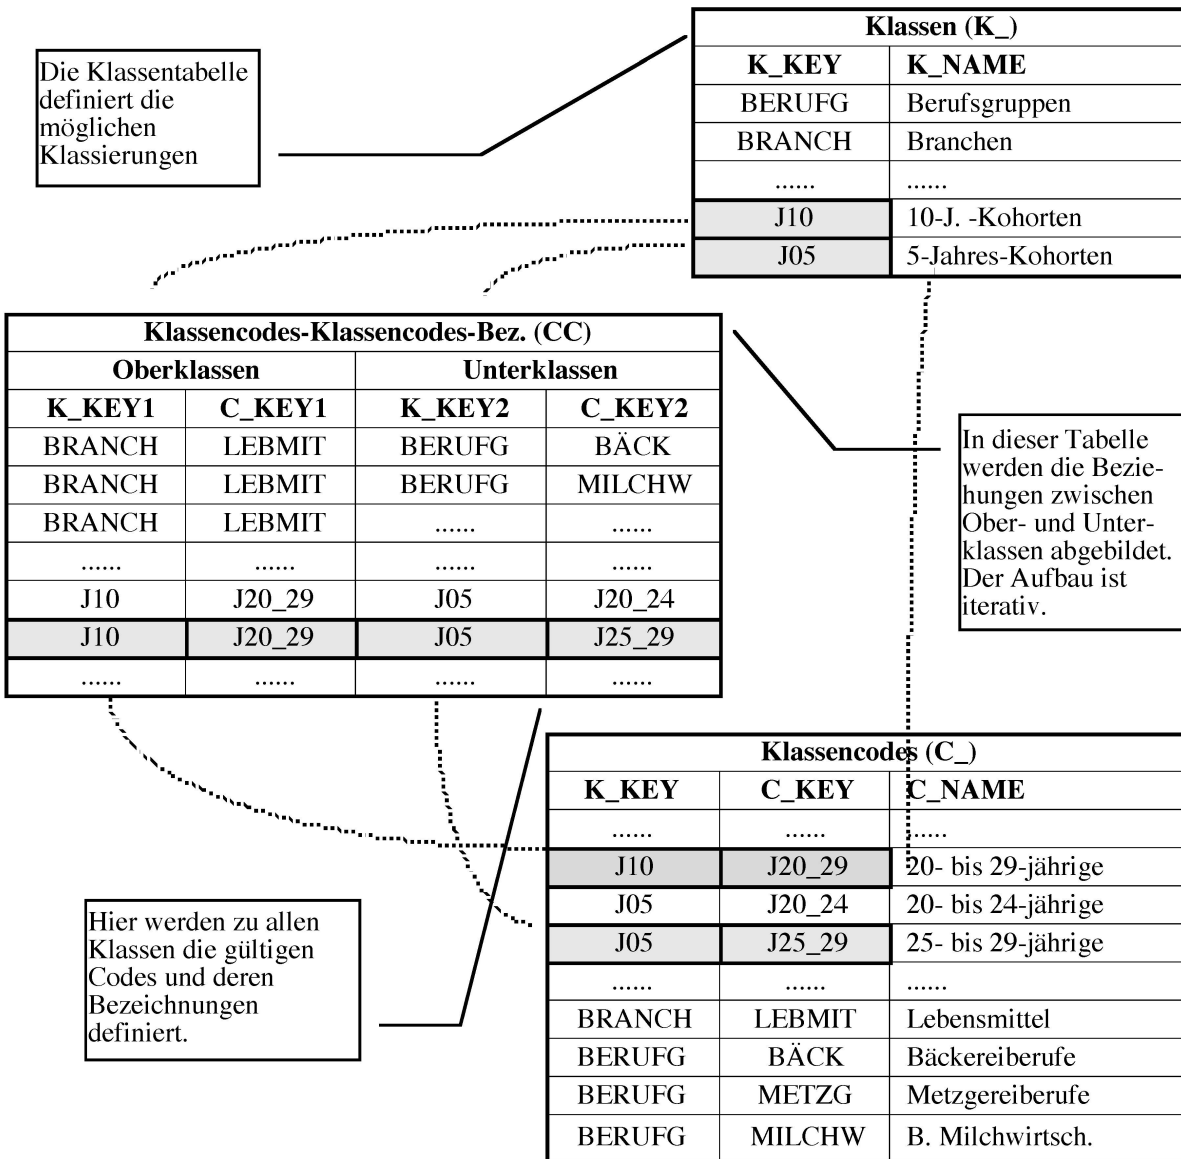 Die Klassentabelle
definiert die
möglichen
Klassierungen
Klassen (K_)
K_KEY K_NAME
BERUFG Berufsgruppen
BRANCH Branchen
...... ......
J10 10-J. -Kohorten
J05 5-Jahres-Kohorten
Klassencodes-Klassencodes-Bez. (CC)
Oberklassen Unterklassen
K_KEY1 C_KEY1 K_KEY2 C_KEY2
BRANCH LEBMIT BERUFG BÄCK
BRANCH LEBMIT BERUFG MILCHW
BRANCH LEBMIT ...... ......
...... ...... ...... ......
J10 J20_29 J05 J20_24
J10 J20_29 J05 J25_29
...... ...... ...... ......
In dieser Tabelle
werden die Bezie-
hungen zwischen
Ober- und Unter-
klassen abgebildet.
Der Aufbau ist
iterativ.
Hier werden zu allen
Klassen die gültigen
Codes und deren
Bezeichnungen
definiert.
Klassencodes (C_)
K_KEY C_KEY C_NAME
...... ...... ......
J10 J20_29 20- bis 29-jährige
J05 J20_24 20- bis 24-jährige
J05 J25_29 25- bis 29-jährige
...... ...... ......
BRANCH LEBMIT Lebensmittel
BERUFG BÄCK Bäckereiberufe
BERUFG METZG Metzgereiberufe
BERUFG MILCHW B. Milchwirtsch.